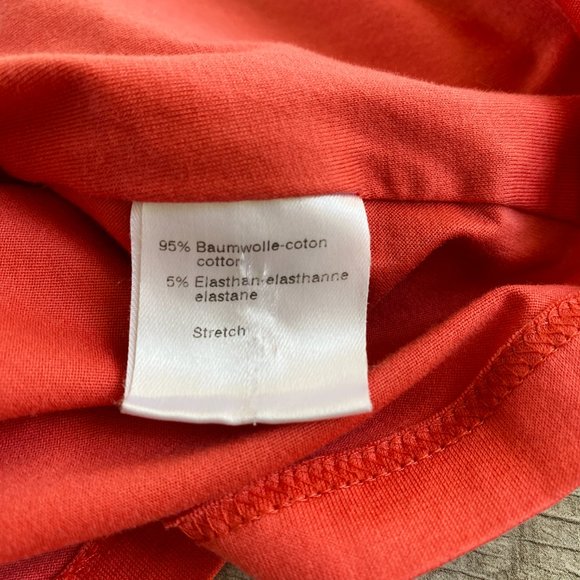 95% Baumwolle-coton
cotton
5% Elasthan-elasthanne
elastane
Stretch